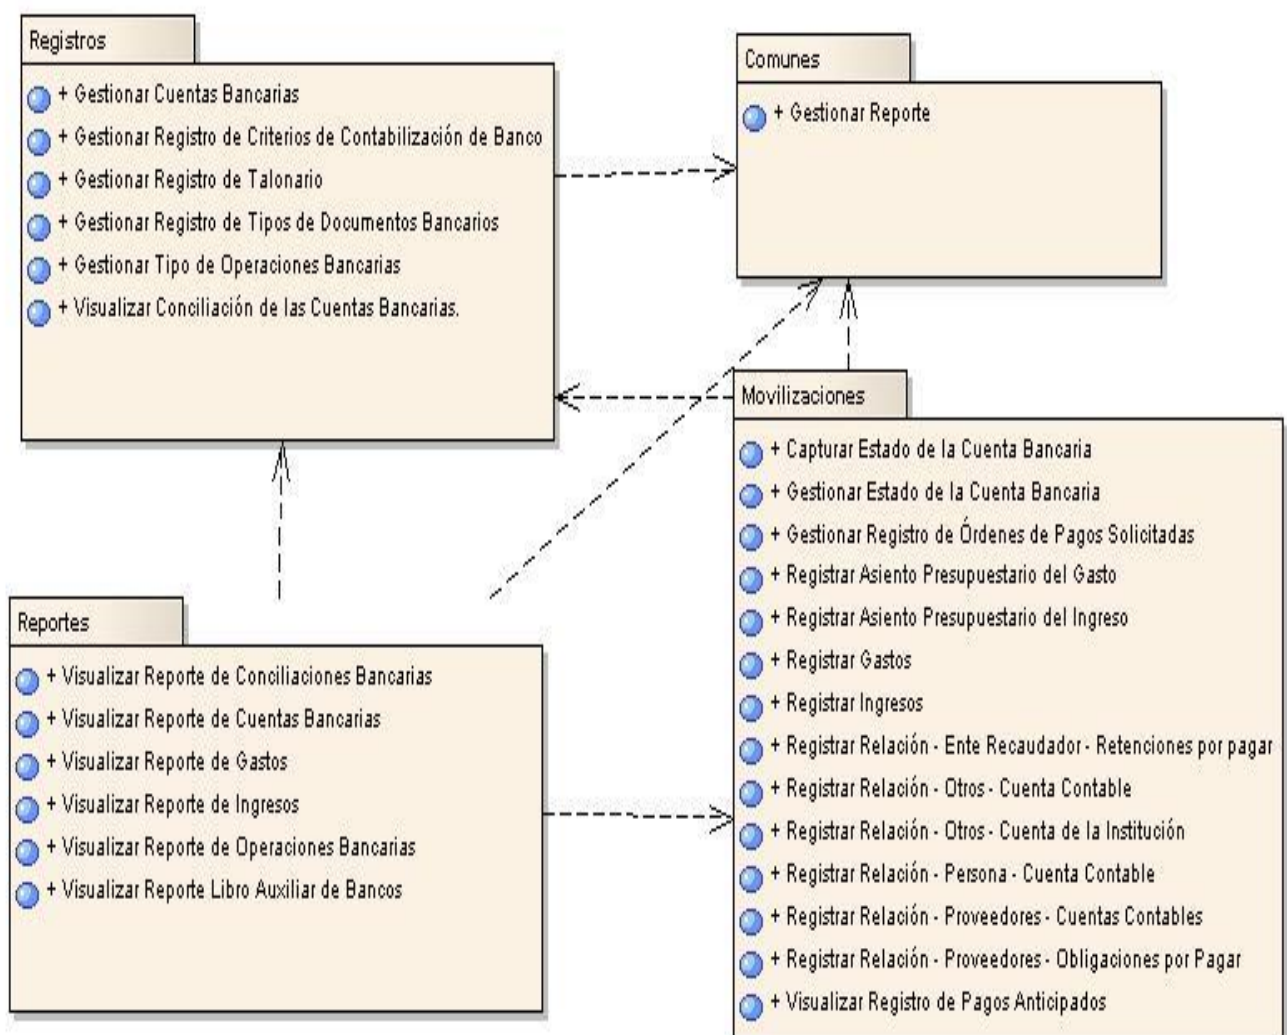 Registros
+ Gestionar Cuentas Bancarias
+ Gestionar Registro de Criterios de Contabilización de Banco
+ Gestionar Registro de Talonario
+ Gestionar Registro de Tipos de Documentos Bancarios
+ Gestionar Tipo de Operaciones Bancarias
+ Visualizar Conciliación de las Cuentas Bancarias.
Comunes
+ Gestionar Reporte
Movilizaciones
+ Capturar Estado de la Cuenta Bancaria
+ Gestionar Estado de la Cuenta Bancaria
+ Gestionar Registro de Órdenes de Pagos Solicitadas
+ Registrar Asiento Presupuestario del Gasto
+ Registrar Asiento Presupuestario del Ingreso
+ Registrar Gastos
+ Registrar Ingresos
+ Registrar Relación - Ente Recaudador - Retenciones por pagar
+ Registrar Relación - Otros - Cuenta Contable
+ Registrar Relación - Otros - Cuenta de la Institución
+ Registrar Relación - Persona - Cuenta Contable
+ Registrar Relación - Proveedores - Cuentas Contables
+ Registrar Relación - Proveedores - Obligaciones por Pagar
+ Visualizar Registro de Pagos Anticipados
Reportes
+ Visualizar Reporte de Conciliaciones Bancarias
+ Visualizar Reporte de Cuentas Bancarias
+ Visualizar Reporte de Gastos
+ Visualizar Reporte de Ingresos
+ Visualizar Reporte de Operaciones Bancarias
+ Visualizar Reporte Libro Auxiliar de Bancos